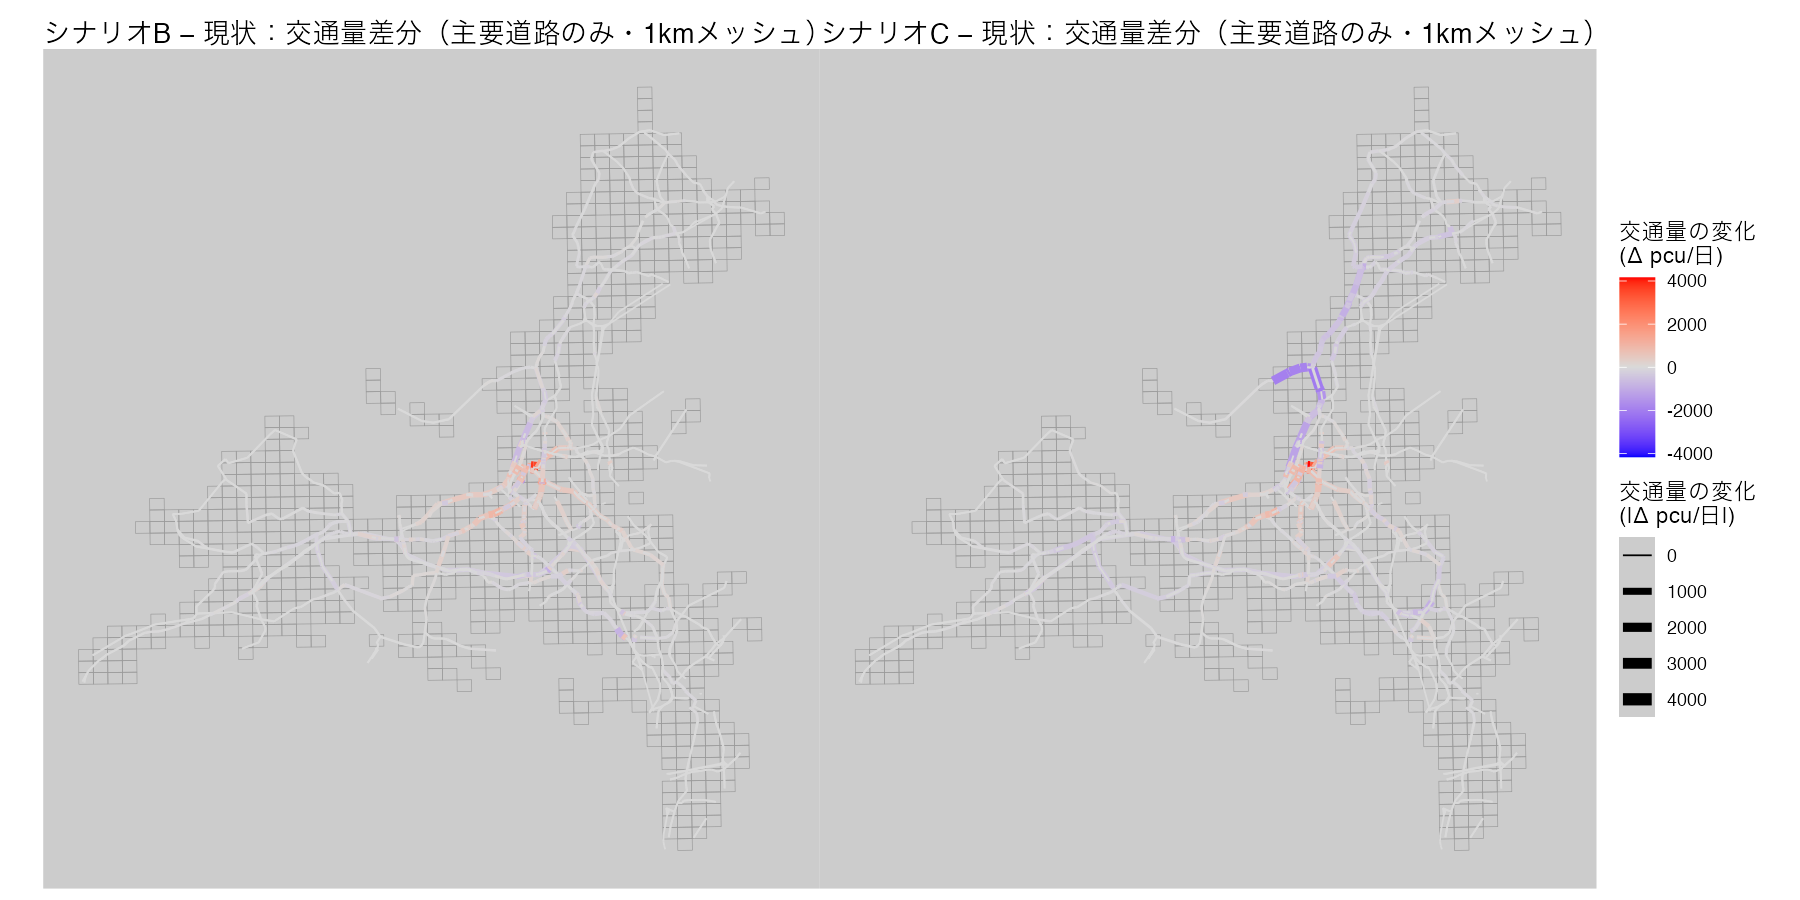 シナリオB – 現状：交通量差分（主要道路のみ・1kmメッシュ）
シナリオC – 現状：交通量差分（主要道路のみ・1kmメッシュ）
交通量の変化
(Δ pcu/日)
4000
2000
0
-2000
-4000
交通量の変化
(|Δ pcu/日|)
0
1000
2000
3000
4000